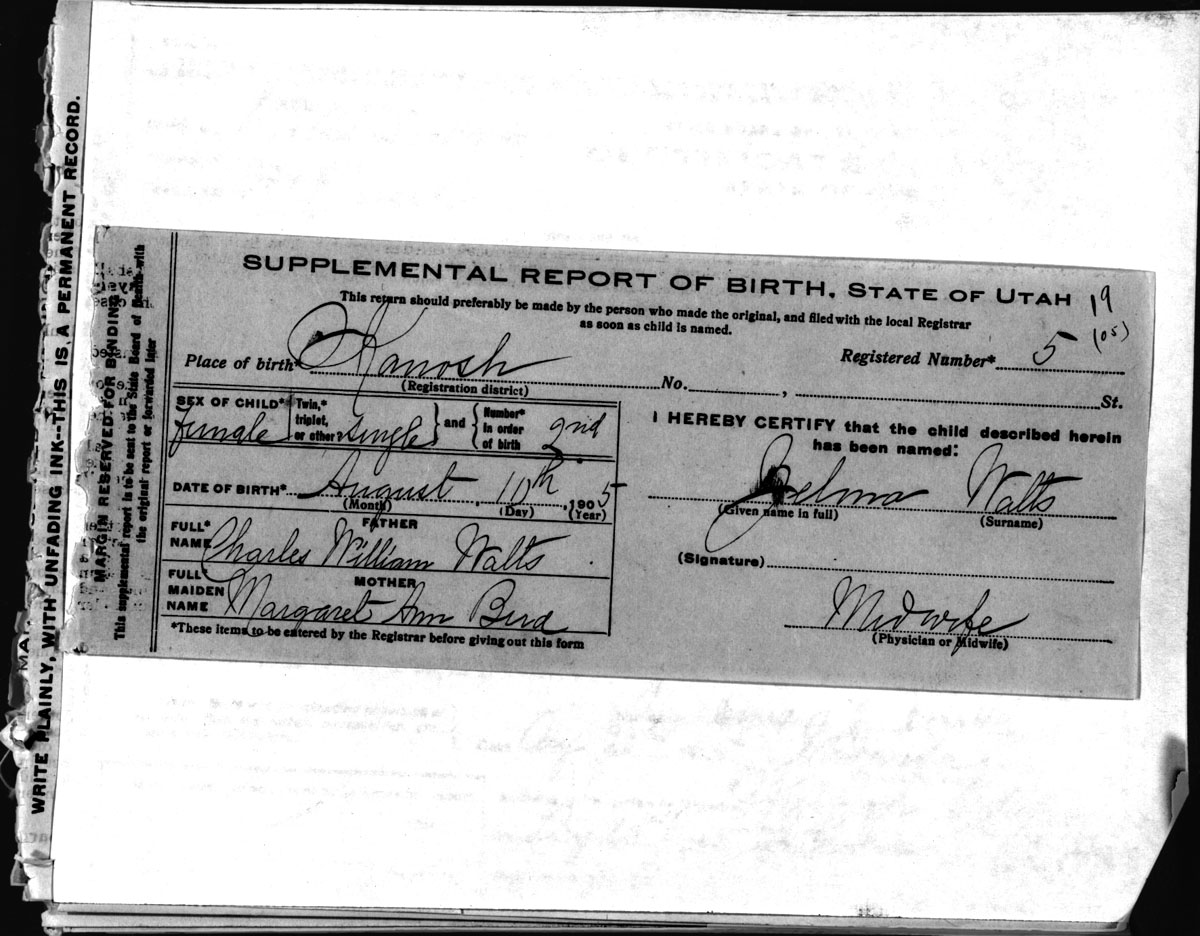 WRITE PLAINLY, WITH UNFADING INK--THIS IS A PERMANENT RECORD.
MARGIN RESERVED FOR BINDING
This supplemental report is to be sent to the State Board of Health with
the original report or forwarded later
SUPPLEMENTAL REPORT OF BIRTH, STATE OF UTAH
19
(05)
This return should preferably be made by the person who made the original, and filed with the local Registrar
as soon as child is named.
Place of birth* Kanosh
Registered Number* 5
(Registration district)
No. , St.
SEX OF CHILD* Twin,* triplet, or other single and Number* in order of birth 2nd
DATE OF BIRTH* August 10th, 1905
(Month) (Day) (Year)
FATHER
FULL* NAME Charles William Watts
MOTHER
FULL* MAIDEN NAME Margaret Ann Bird
*These items to be entered by the Registrar before giving out this form
I HEREBY CERTIFY that the child described herein
has been named:
Zelma Watts
(Given name in full) (Surname)
(Signature)
Midwife
(Physician or Midwife)